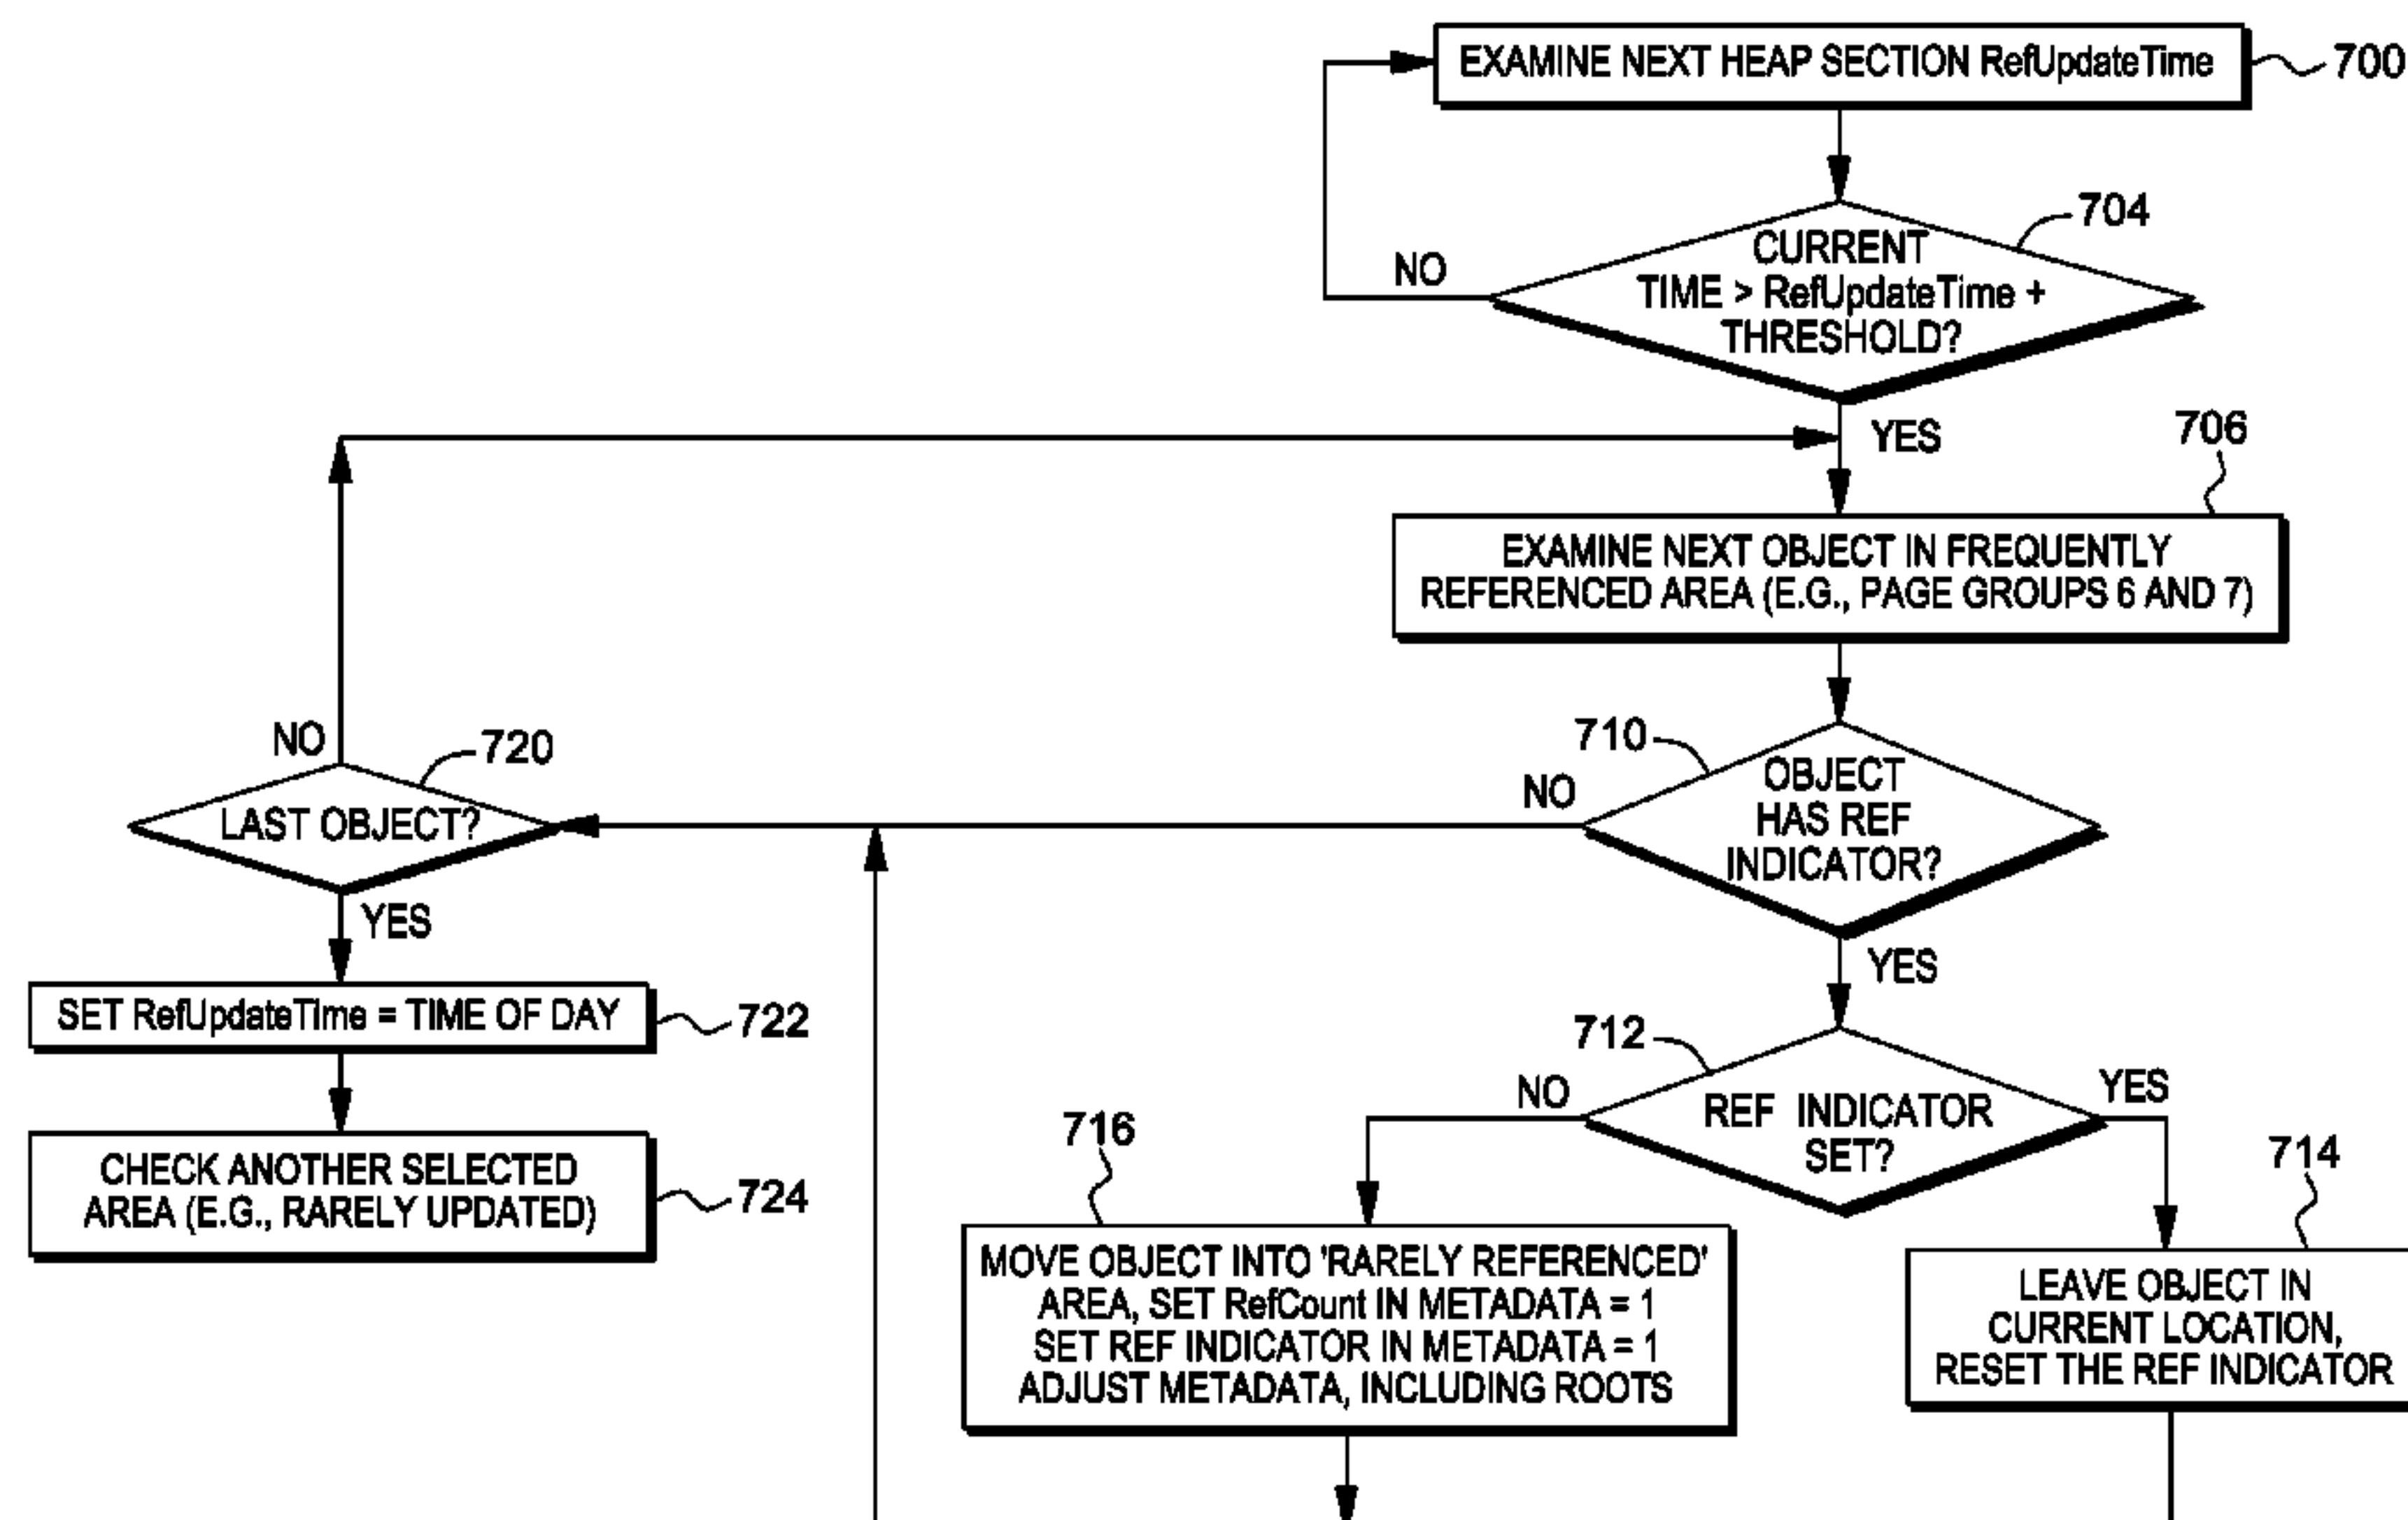 EXAMINE NEXT HEAP SECTION RefUpdateTime
700
704
CURRENT
TIME > RefUpdateTime +
THRESHOLD?
NO
YES
706
EXAMINE NEXT OBJECT IN FREQUENTLY
REFERENCED AREA (E.G., PAGE GROUPS 6 AND 7)
710
OBJECT
HAS REF
INDICATOR?
NO
YES
NO
720
LAST OBJECT?
YES
SET RefUpdateTime = TIME OF DAY
722
CHECK ANOTHER SELECTED
AREA (E.G., RARELY UPDATED)
724
712
REF INDICATOR
SET?
NO
YES
716
MOVE OBJECT INTO 'RARELY REFERENCED'
AREA, SET RefCount IN METADATA = 1
SET REF INDICATOR IN METADATA = 1
ADJUST METADATA, INCLUDING ROOTS
714
LEAVE OBJECT IN
CURRENT LOCATION,
RESET THE REF INDICATOR